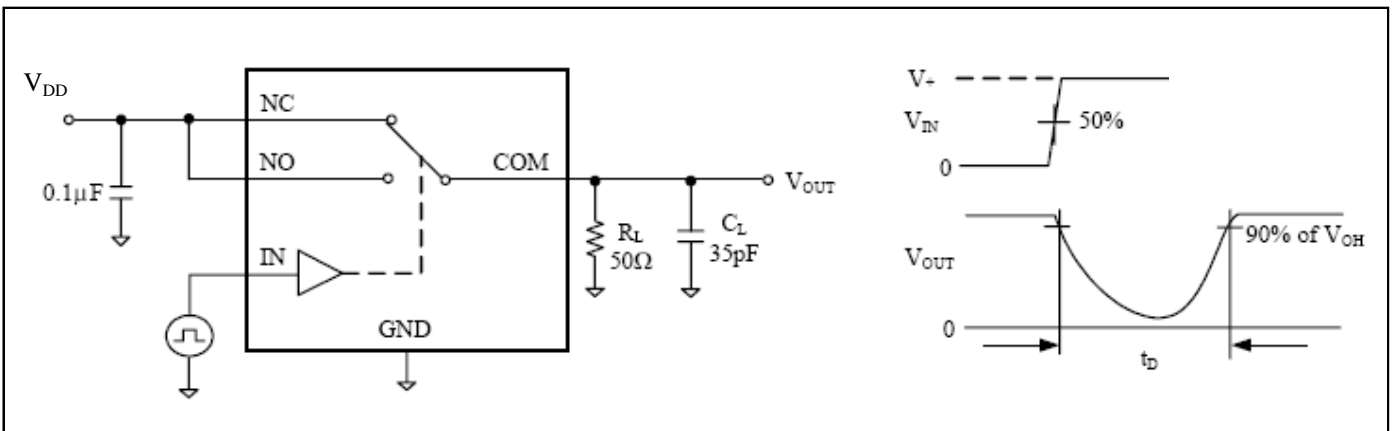 V_DD
NC
NO
COM
0.1µF
IN
GND
R_L
50Ω
C_L
35pF
V_OUT
V+
V_IN
50%
0
V_OUT
90% of V_OH
0
t_D